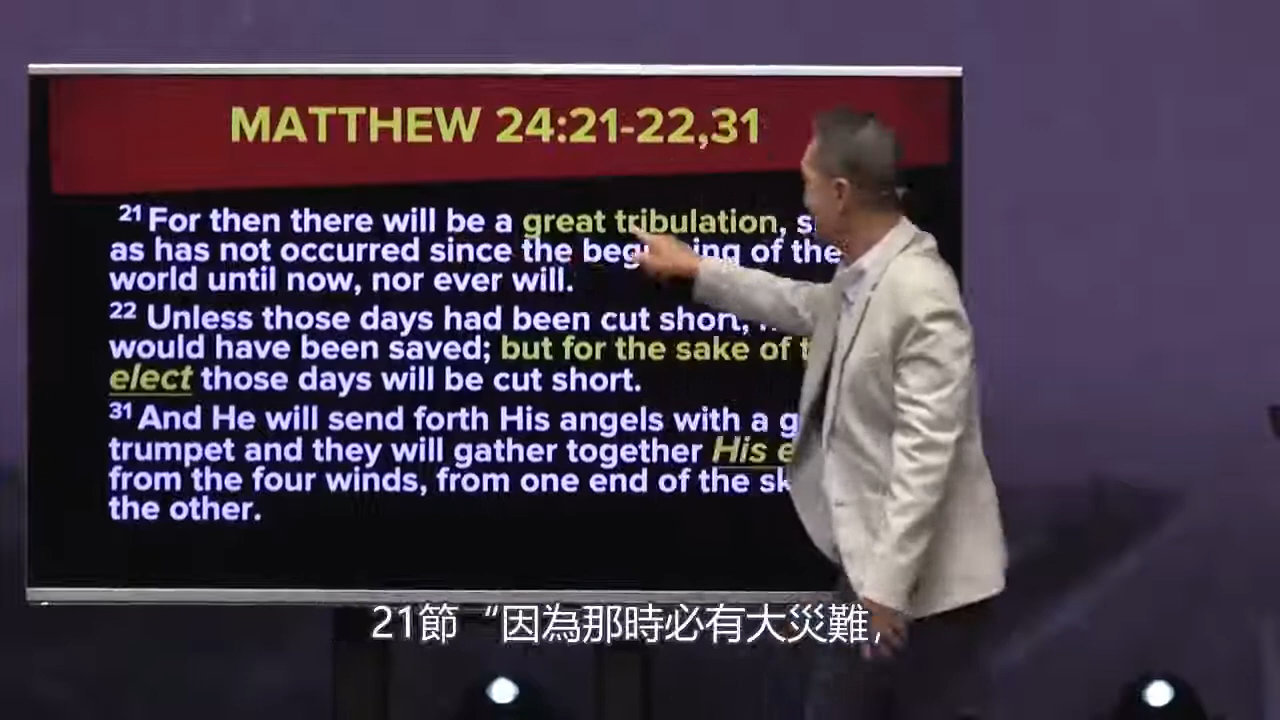 MATTHEW 24:21-22,31
21 For then there will be a great tribulation,
as has not occurred since the of the
world until now, nor ever will.
22 Unless those days had been cut short,
would have been saved; but for the sake of
elect those days will be cut short.
31 And He will send forth His angels with a
trumpet and they will gather together His
from the four winds, from one end of the
the other.
21節“因為那時必有大災難，